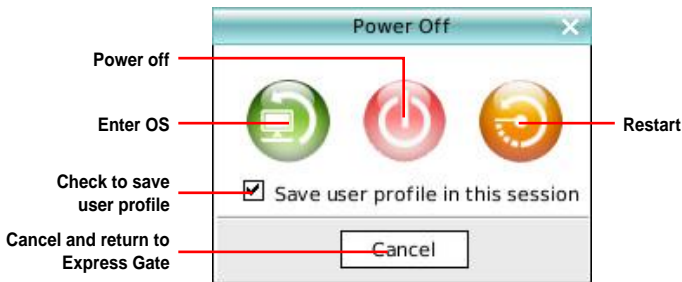 Power Off
Power off
Enter OS
Restart
Check to save
user profile
Save user profile in this session
Cancel and return to
Express Gate
Cancel